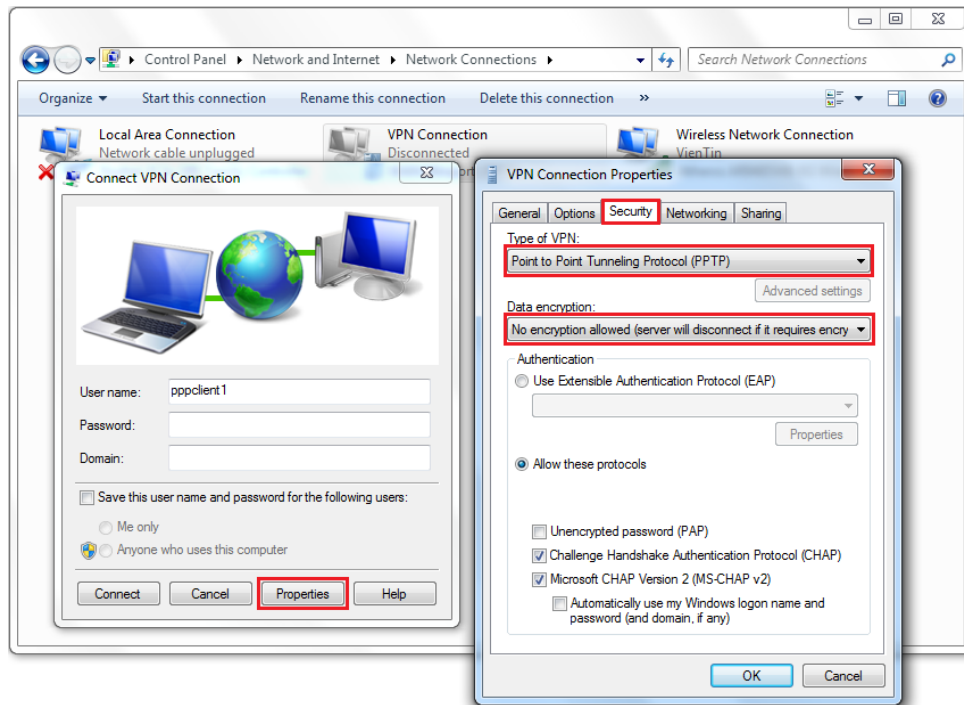 Control Panel ▸ Network and Internet ▸ Network Connections ▸
Search Network Connections
Organize
Start this connection
Rename this connection
Delete this connection
»
Local Area Connection
Network cable unplugged
VPN Connection
Disconnected
Wireless Network Connection
VienTin
Connect VPN Connection
User name: pppclient1
Password:
Domain:
Save this user name and password for the following users:
Me only
Anyone who uses this computer
Connect
Cancel
Properties
Help
VPN Connection Properties
General
Options
Security
Networking
Sharing
Type of VPN:
Point to Point Tunneling Protocol (PPTP)
Advanced settings
Data encryption:
No encryption allowed (server will disconnect if it requires encry
Authentication
Use Extensible Authentication Protocol (EAP)
Properties
Allow these protocols
Unencrypted password (PAP)
Challenge Handshake Authentication Protocol (CHAP)
Microsoft CHAP Version 2 (MS-CHAP v2)
Automatically use my Windows logon name and
password (and domain, if any)
OK
Cancel